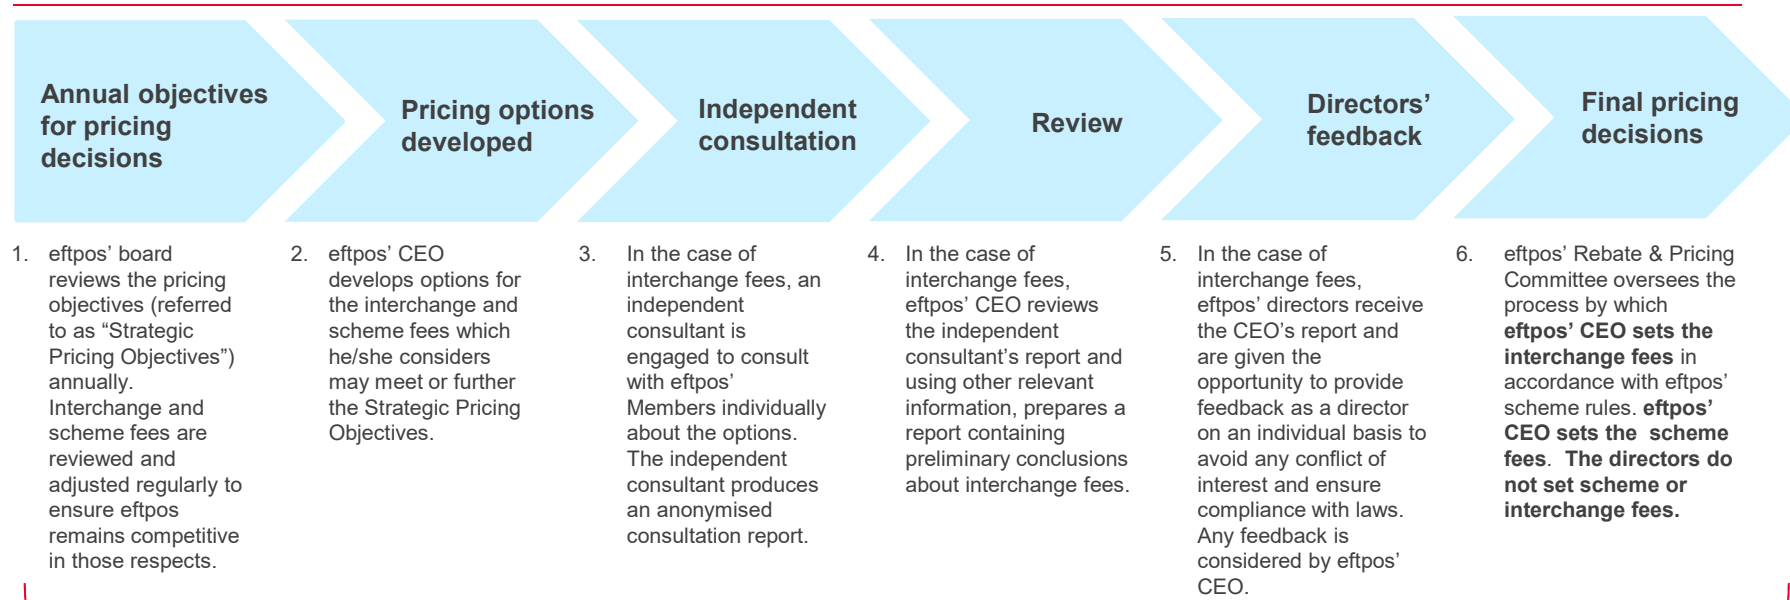 Annual objectives
for pricing
decisions
Pricing options
developed
Independent
consultation
Review
Directors’
feedback
Final pricing
decisions
1. eftpos’ board
reviews the pricing
objectives (referred
to as “Strategic
Pricing Objectives”)
annually.
Interchange and
scheme fees are
reviewed and
adjusted regularly to
ensure eftpos
remains competitive
in those respects.
2. eftpos’ CEO
develops options for
the interchange and
scheme fees which
he/she considers
may meet or further
the Strategic Pricing
Objectives.
3. In the case of
interchange fees, an
independent
consultant is
engaged to consult
with eftpos’
Members individually
about the options.
The independent
consultant produces
an anonymised
consultation report.
4. In the case of
interchange fees,
eftpos’ CEO reviews
the independent
consultant’s report and
using other relevant
information, prepares a
report containing
preliminary conclusions
about interchange fees.
5. In the case of
interchange fees,
eftpos’ directors receive
the CEO’s report and
are given the
opportunity to provide
feedback as a director
on an individual basis to
avoid any conflict of
interest and ensure
compliance with laws.
Any feedback is
considered by eftpos’
CEO.
6. eftpos’ Rebate & Pricing
Committee oversees the
process by which
eftpos’ CEO sets the
interchange fees in
accordance with eftpos’
scheme rules. eftpos’
CEO sets the scheme
fees. The directors do
not set scheme or
interchange fees.